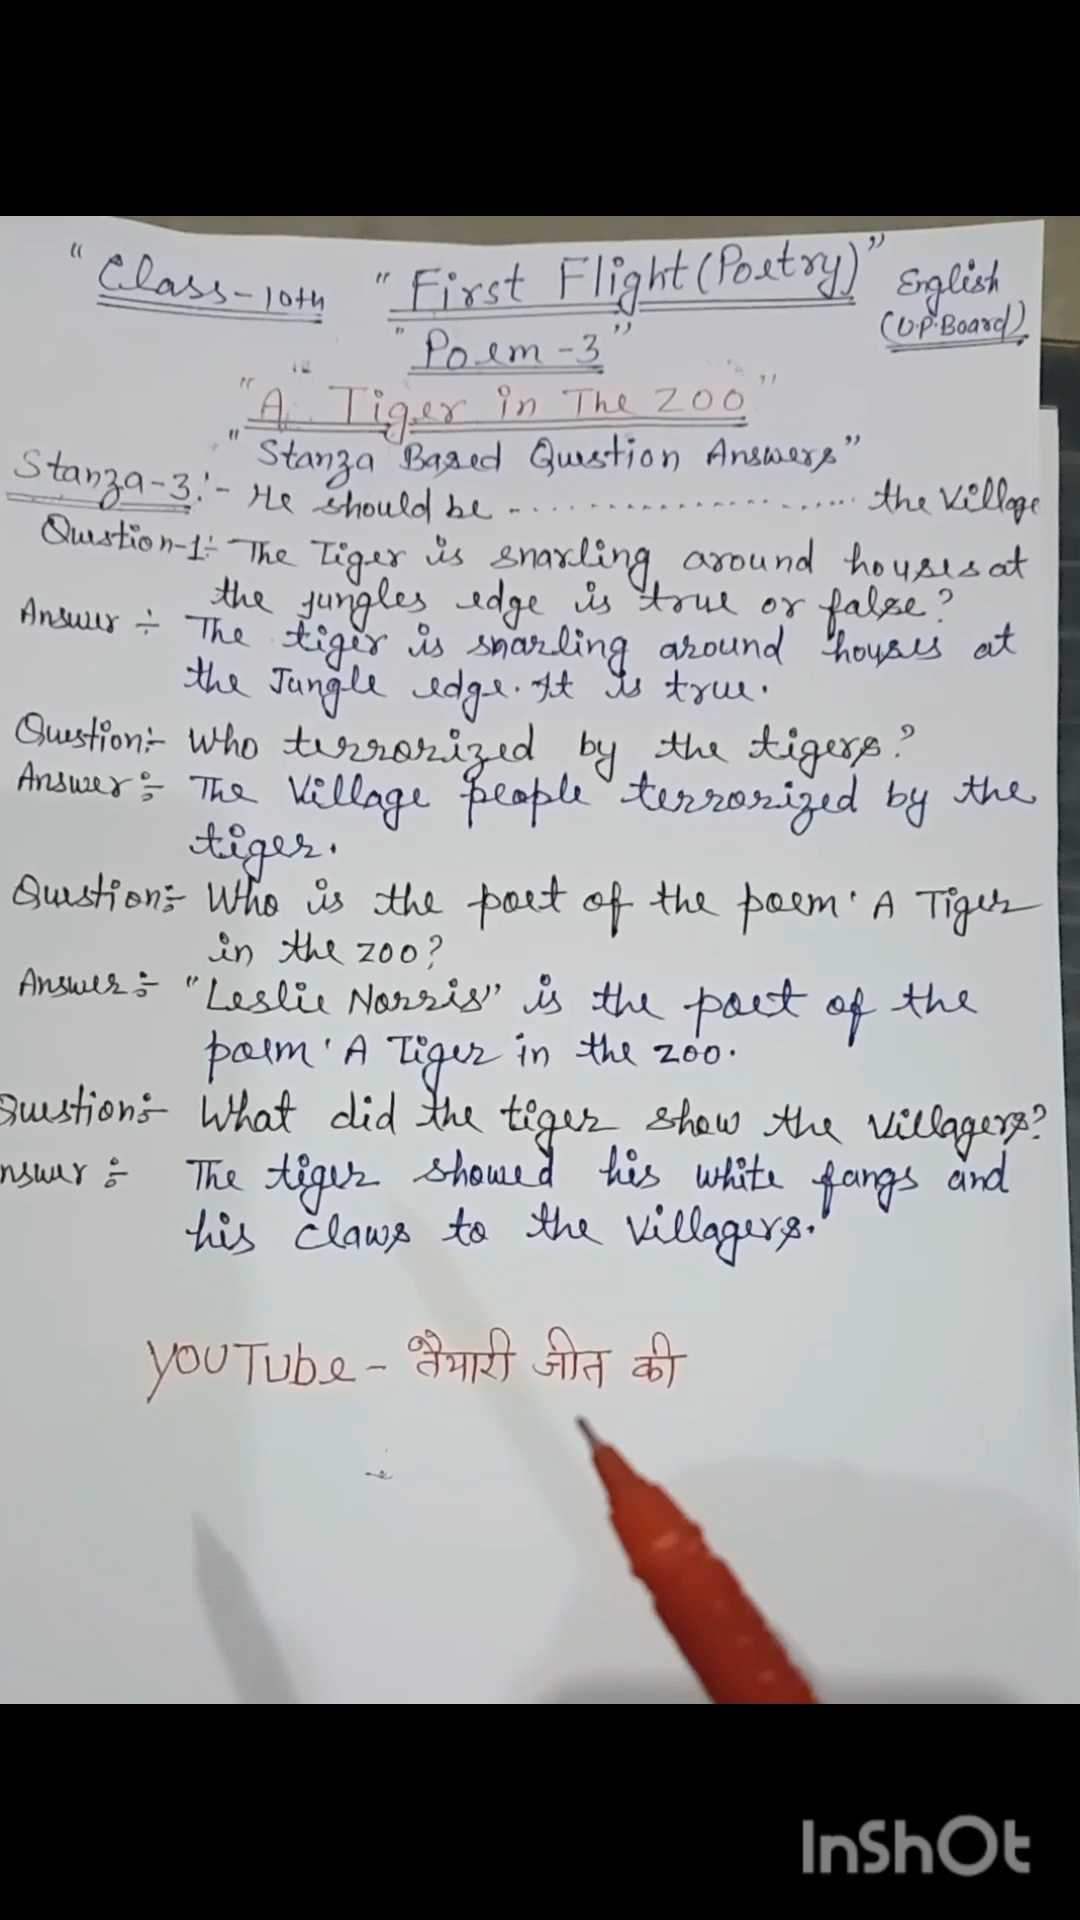 "Class-10th "First Flight (Poetry)" English
(U.P. Board)
"Poem-3"
"A Tiger in The Zoo"
"Stanza Based Question Answers"
Stanza-3:- He should be ................... the Village
Question-1:- The Tiger is snarling around houses at
the jungles edge is true or false?
Answer:- The tiger is snarling around houses at
the Jungle edge. It is true.
Question:- Who terrorized by the tigers?
Answer:- The Village people terrorized by the
tiger.
Question:- Who is the poet of the poem 'A Tiger
in the zoo?
Answer:- "Leslie Norris" is the poet of the
poem 'A Tiger in the zoo.
Question:- What did the tiger show the villagers?
nswer:- The tiger showed his white fangs and
his claws to the Villagers.
YOUTube- तैयारी जीत की
InShOt